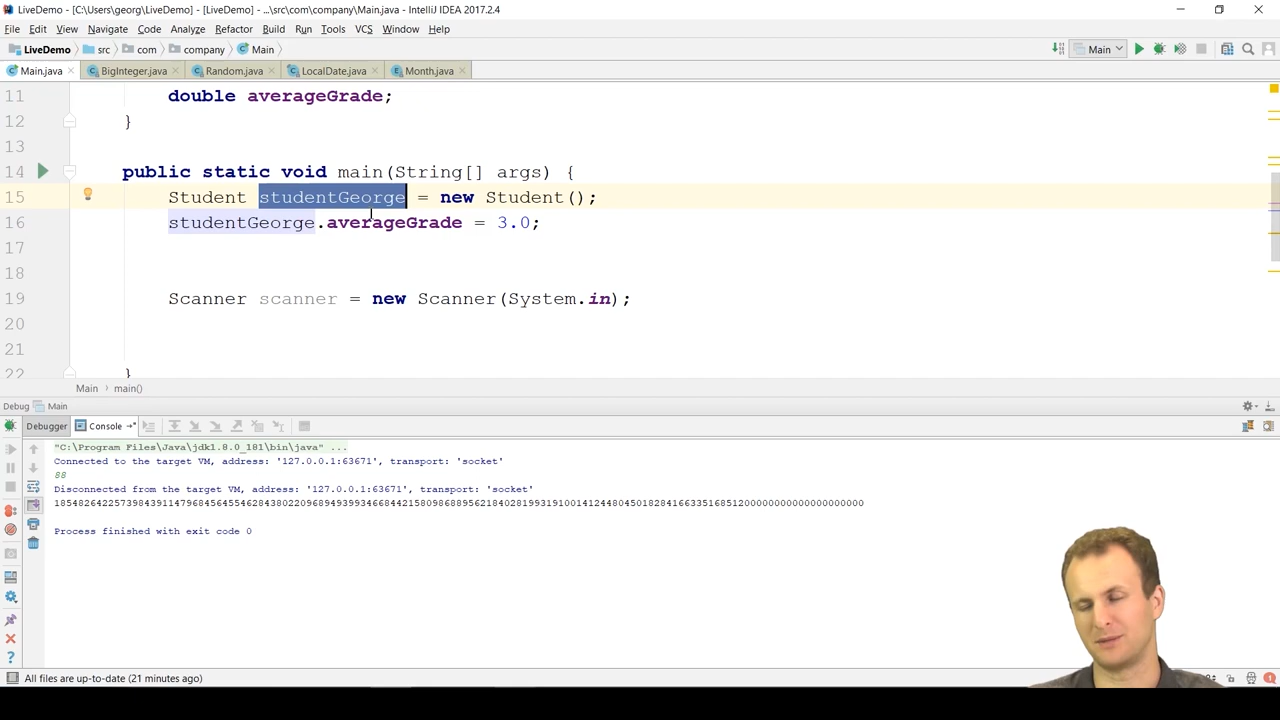 LiveDemo - [C:\Users\georg\LiveDemo] - [LiveDemo] - ...\src\com\company\Main.java - IntelliJ IDEA 2017.2.4
File Edit View Navigate Code Analyze Refactor Build Run Tools VCS Window Help
LiveDemo src com company Main Main
Main.java BigInteger.java Random.java LocalDate.java Month.java
11 double averageGrade;
12 }
13
14 public static void main(String[] args) {
15 Student studentGeorge = new Student();
16 studentGeorge.averageGrade = 3.0;
17
18
19 Scanner scanner = new Scanner(System.in);
20
21
22 }
Main main()
Debug Main
Debugger Console
"C:\Program Files\Java\jdk1.8.0_181\bin\java" ...
Connected to the target VM, address: '127.0.0.1:63671', transport: 'socket'
88
Disconnected from the target VM, address: '127.0.0.1:63671', transport: 'socket'
Process finished with exit code 0
All files are up-to-date (21 minutes ago)